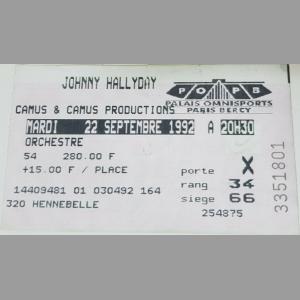 JOHNNY HALLYDAY
POPB
PALAIS OMNISPORTS
PARIS BERCY
CAMUS & CAMUS PRODUCTIONS
MARDI 22 SEPTEMBRE 1992 A 20H30
ORCHESTRE
54 280.00 F
+15.00 F / PLACE
porte X
rang 34
siege 66
14409481 01 030492 164
320 HENNEBELLE
254875
3351801